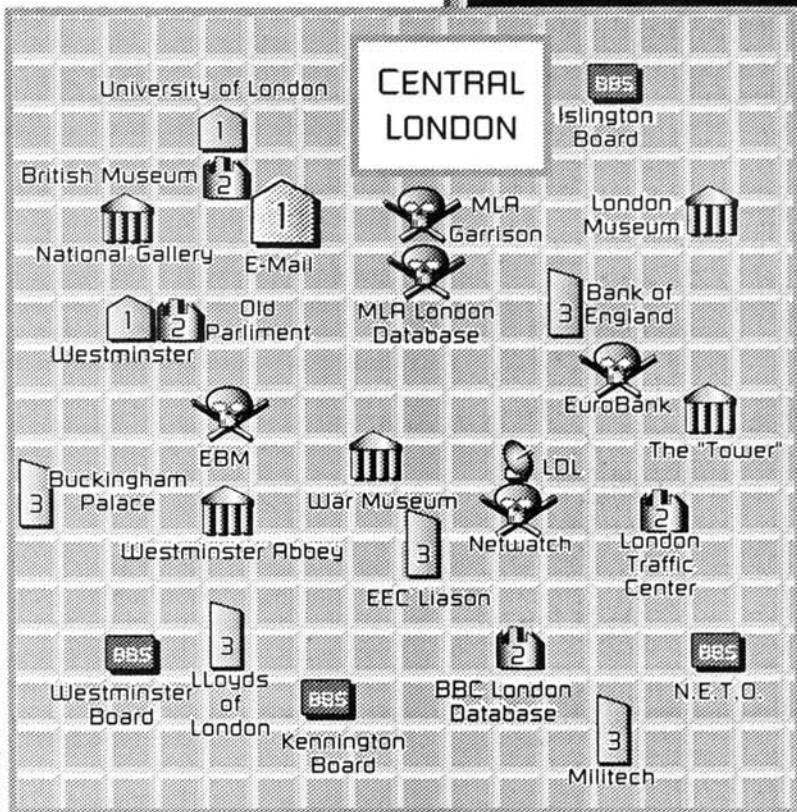 CENTRAL
LONDON
University of London
1
BBS
Islington
Board
British Museum
2
National Gallery
1
E-Mail
MLA
Garrison
London
Museum
MLA London
Database
3
Bank of
England
1
2
Old
Parliment
Westminster
EuroBank
The "Tower"
EBM
3
Buckingham
Palace
War Museum
LDL
Westminster Abbey
3
EEC Liason
Netwatch
2
London
Traffic
Center
BBS
Westminster
Board
3
LLoyds
of
London
BBS
Kennington
Board
2
BBC London
Database
BBS
N.E.T.O.
3
Militech